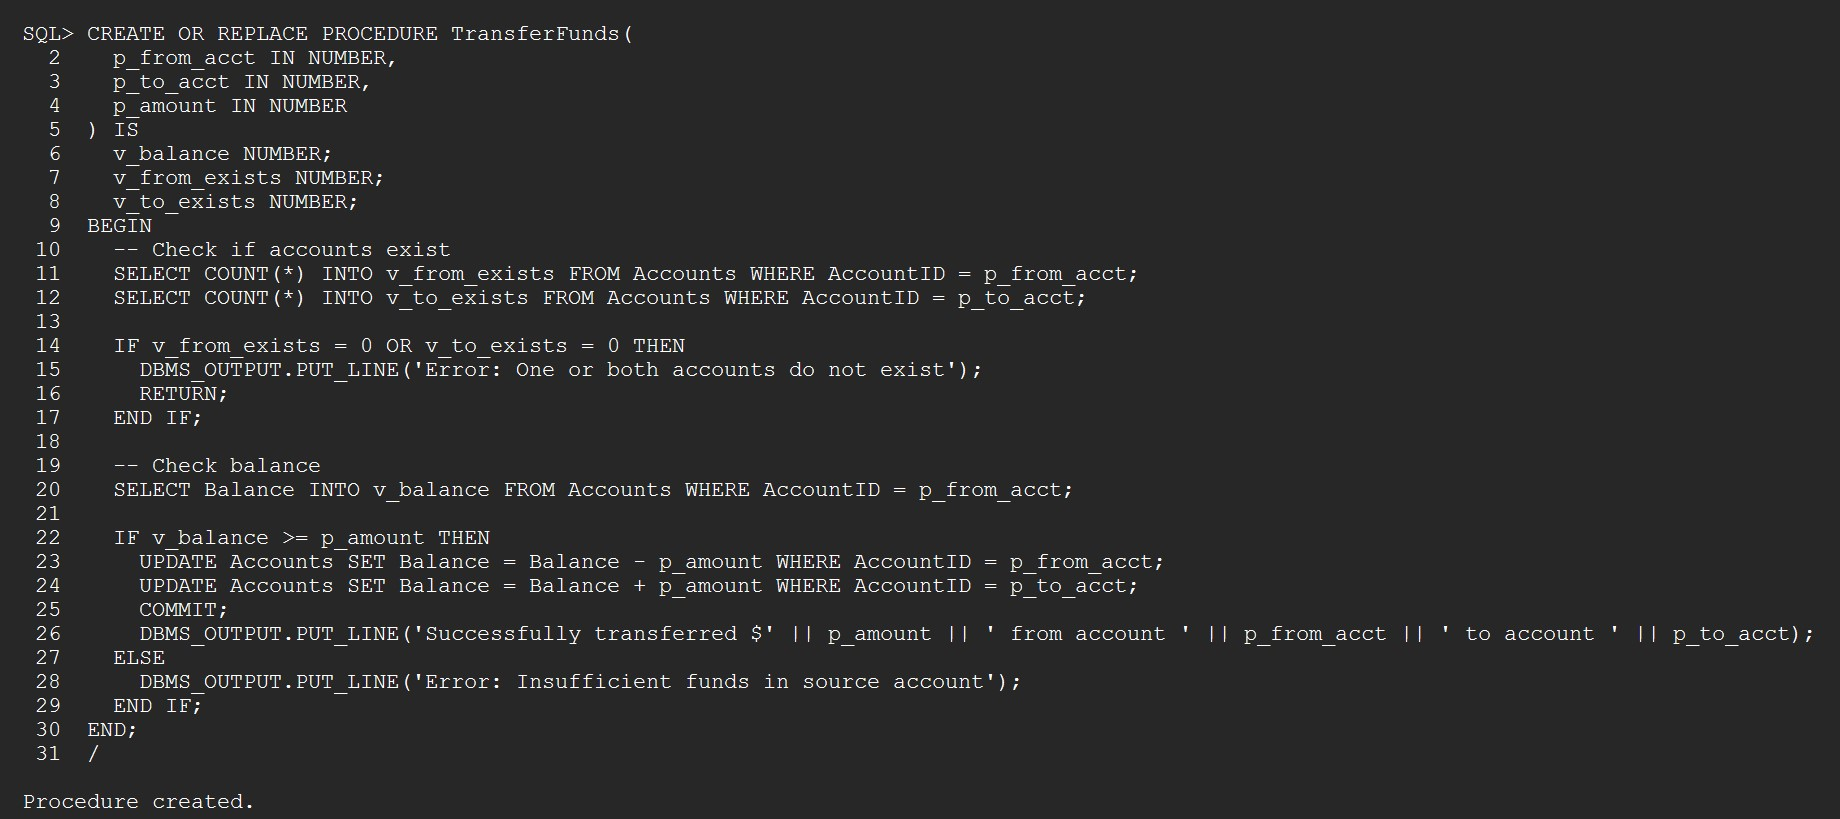 SQL> CREATE OR REPLACE PROCEDURE TransferFunds(
  2    p_from_acct IN NUMBER,
  3    p_to_acct IN NUMBER,
  4    p_amount IN NUMBER
  5  ) IS
  6    v_balance NUMBER;
  7    v_from_exists NUMBER;
  8    v_to_exists NUMBER;
  9  BEGIN
 10    -- Check if accounts exist
 11    SELECT COUNT(*) INTO v_from_exists FROM Accounts WHERE AccountID = p_from_acct;
 12    SELECT COUNT(*) INTO v_to_exists FROM Accounts WHERE AccountID = p_to_acct;
 13
 14    IF v_from_exists = 0 OR v_to_exists = 0 THEN
 15      DBMS_OUTPUT.PUT_LINE('Error: One or both accounts do not exist');
 16      RETURN;
 17    END IF;
 18
 19    -- Check balance
 20    SELECT Balance INTO v_balance FROM Accounts WHERE AccountID = p_from_acct;
 21
 22    IF v_balance >= p_amount THEN
 23      UPDATE Accounts SET Balance = Balance - p_amount WHERE AccountID = p_from_acct;
 24      UPDATE Accounts SET Balance = Balance + p_amount WHERE AccountID = p_to_acct;
 25      COMMIT;
 26      DBMS_OUTPUT.PUT_LINE('Successfully transferred $' || p_amount || ' from account ' || p_from_acct || ' to account ' || p_to_acct);
 27    ELSE
 28      DBMS_OUTPUT.PUT_LINE('Error: Insufficient funds in source account');
 29    END IF;
 30  END;
 31  /
Procedure created.